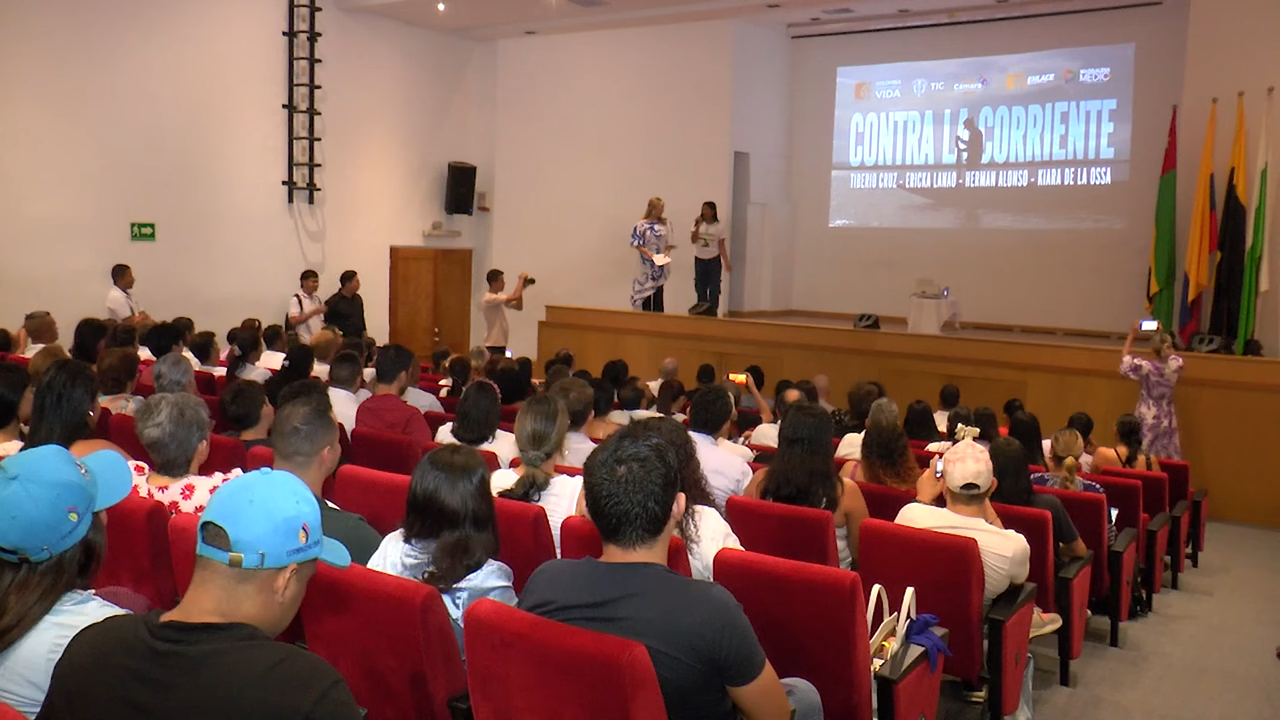 VIDA
TIC
Cámara
ENLACE
MEDIC
CONTRA LA CORRIENTE
TIBERIO CRUZ - ERICKA LANAO - HERMAN ALONSO - KIARA DE LA OSSA